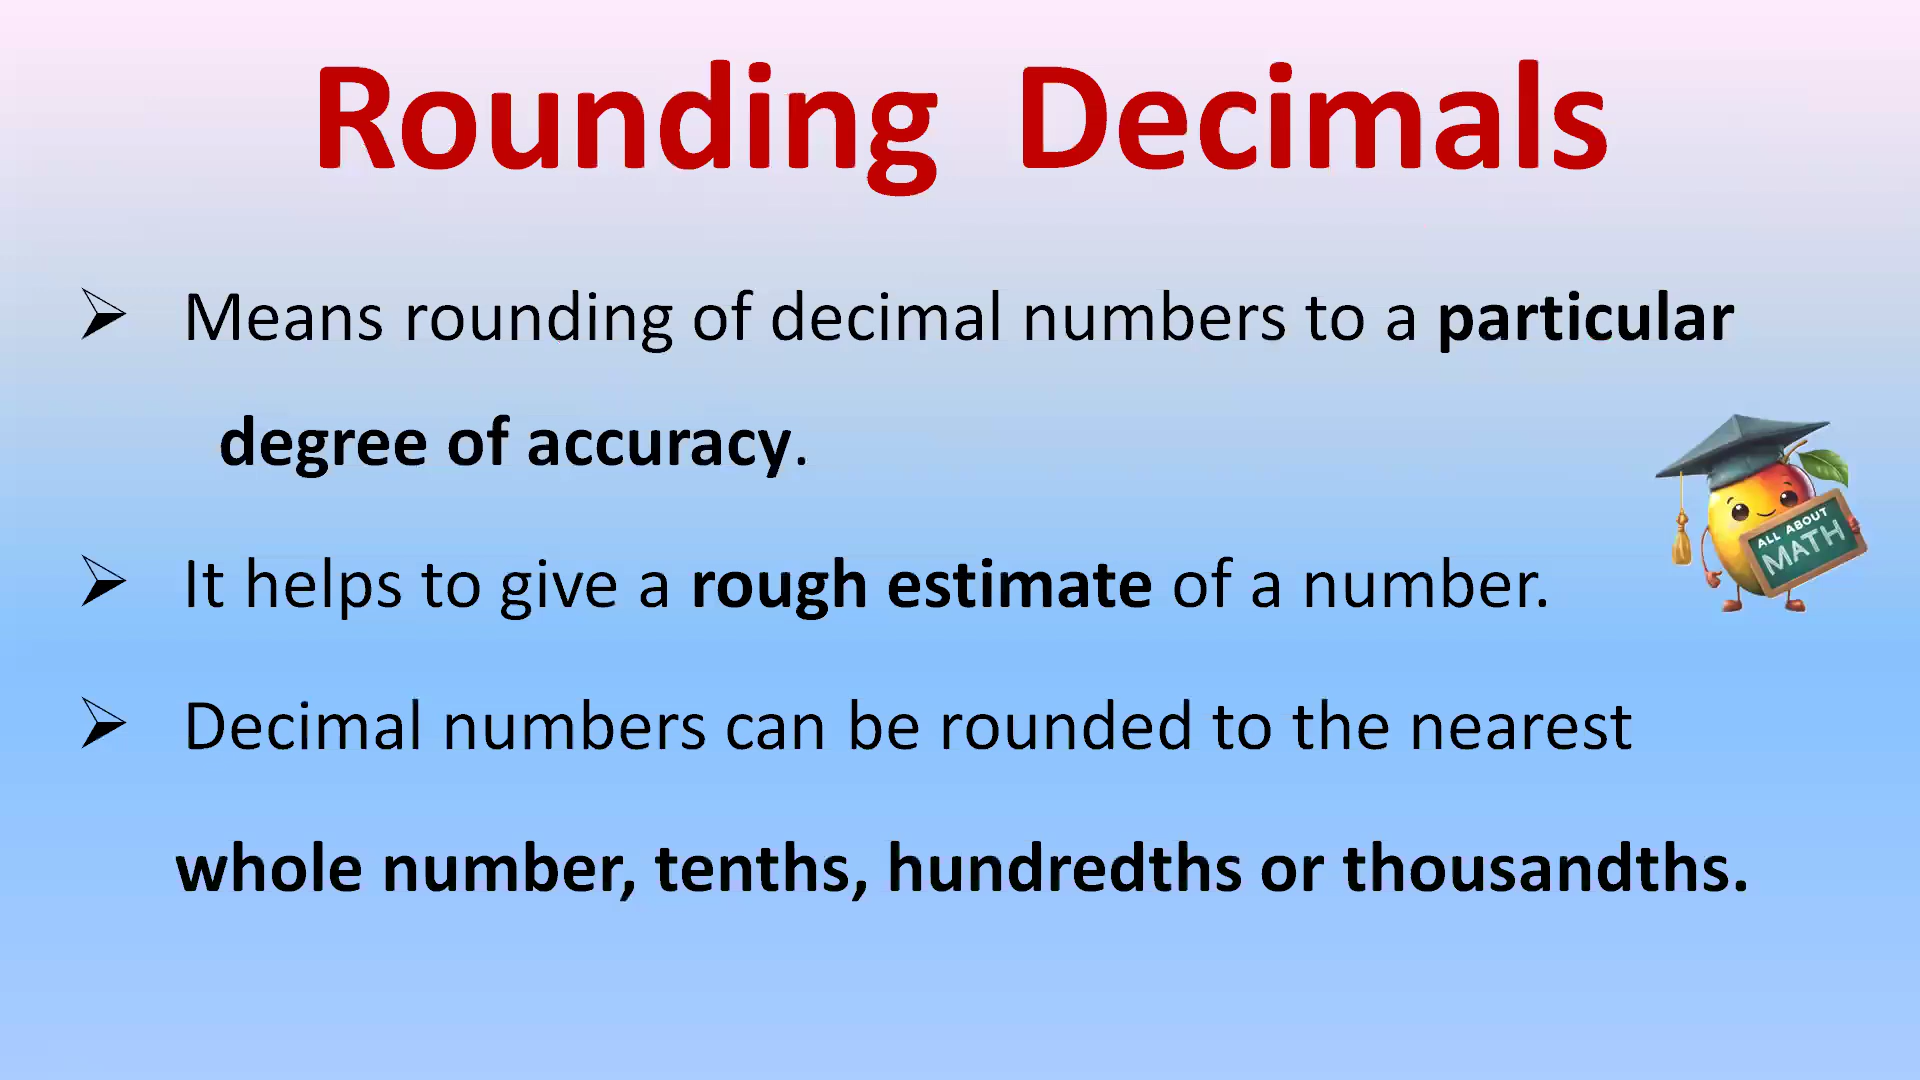 Rounding Decimals
➢ Means rounding of decimal numbers to a particular
degree of accuracy.
➢ It helps to give a rough estimate of a number.
➢ Decimal numbers can be rounded to the nearest
whole number, tenths, hundredths or thousandths.
ALL ABOUT
MATH